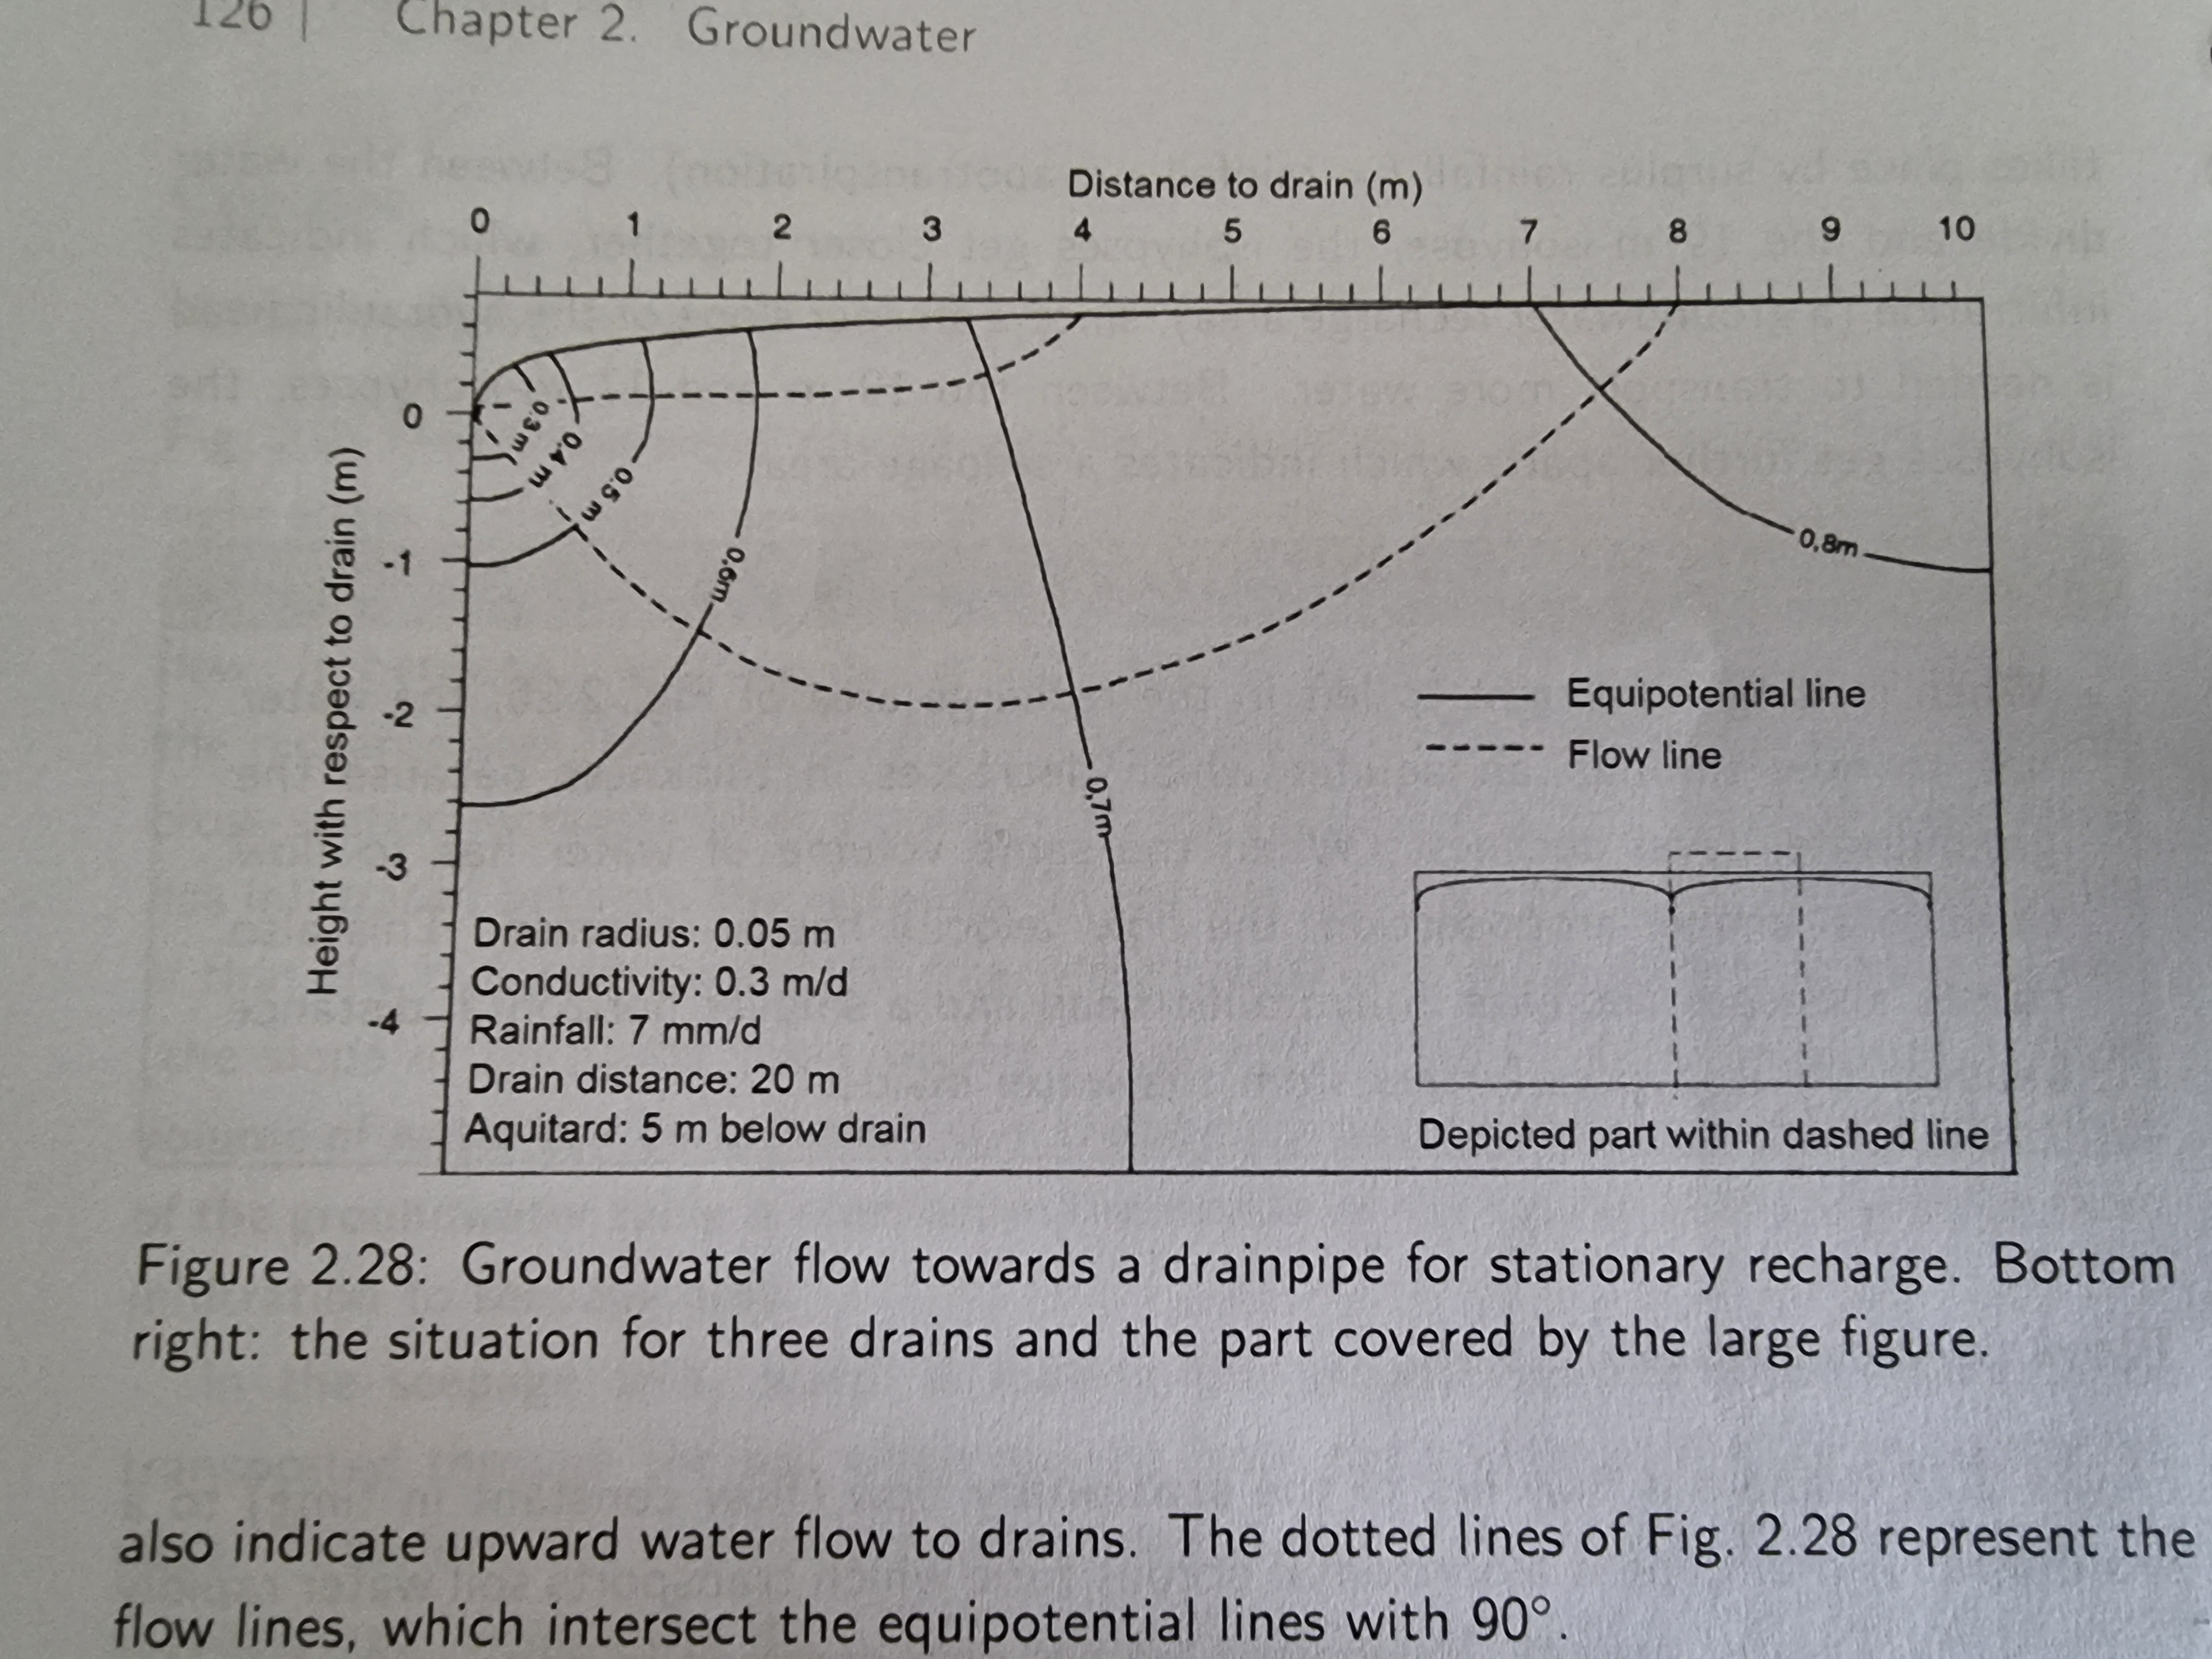 126 | Chapter 2. Groundwater
Distance to drain (m)
0 1 2 3 4 5 6 7 8 9 10
Height with respect to drain (m)
0
-1
-2
-3
-4
0.3 m
0.4 m
0.5 m
0.6m
0.7m
0.8m
Equipotential line
Flow line
Drain radius: 0.05 m
Conductivity: 0.3 m/d
Rainfall: 7 mm/d
Drain distance: 20 m
Aquitard: 5 m below drain
Depicted part within dashed line
Figure 2.28: Groundwater flow towards a drainpipe for stationary recharge. Bottom
right: the situation for three drains and the part covered by the large figure.
also indicate upward water flow to drains. The dotted lines of Fig. 2.28 represent the
flow lines, which intersect the equipotential lines with 90°.